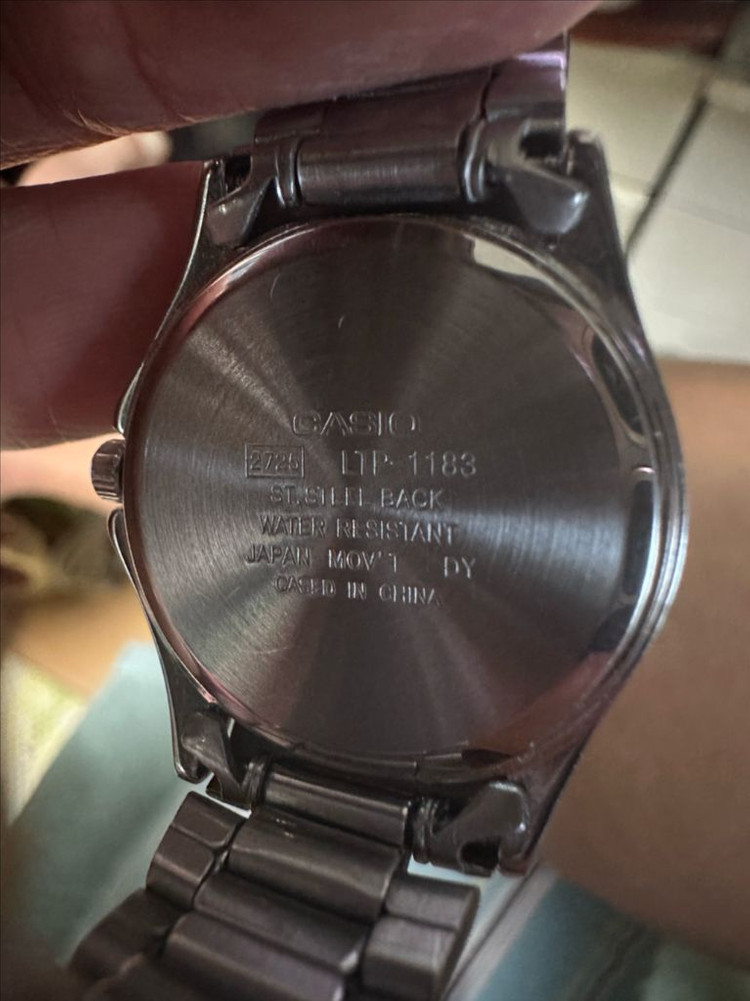 CASIO
2725 LTP-1183
ST. STEEL BACK
WATER RESISTANT
JAPAN MOV'T DY
CASED IN CHINA